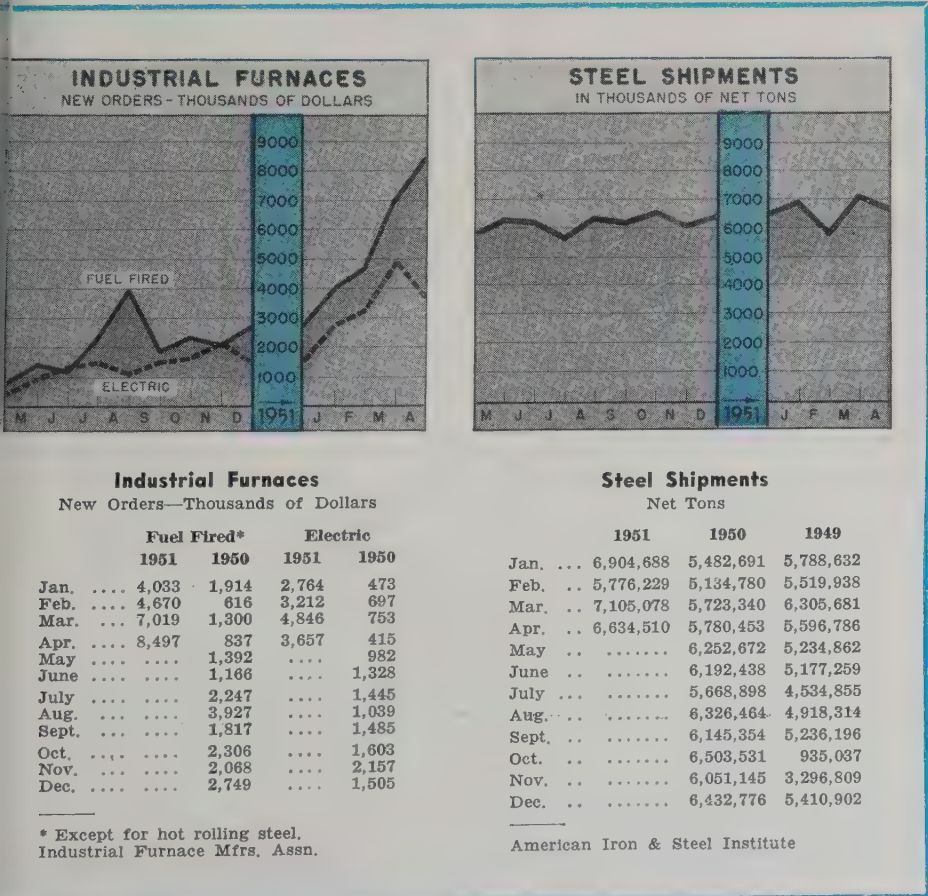 INDUSTRIAL FURNACES
NEW ORDERS - THOUSANDS OF DOLLARS
9000
8000
7000
6000
5000
4000
3000
2000
1000
FUEL FIRED
ELECTRIC
M J J A S O N D 1951 J F M A
STEEL SHIPMENTS
IN THOUSANDS OF NET TONS
9000
8000
7000
6000
5000
4000
3000
2000
1000
M J J A S O N D 1951 J F M A
Industrial Furnaces
New Orders—Thousands of Dollars
Fuel Fired* Electric
1951 1950 1951 1950
Jan. .... 4,033 1,914 2,764 473
Feb. .... 4,670 616 3,212 697
Mar. ... 7,019 1,300 4,846 753
Apr. .... 8,497 837 3,657 415
May .... .... 1,392 .... 982
June .... .... 1,166 .... 1,328
July .... .... 2,247 .... 1,445
Aug. ... .... 3,927 .... 1,039
Sept. ... .... 1,817 .... 1,485
Oct. .... .... 2,306 .... 1,603
Nov. ... .... 2,068 .... 2,157
Dec. .... .... 2,749 .... 1,505
* Except for hot rolling steel.
Industrial Furnace Mfrs. Assn.
Steel Shipments
Net Tons
1951 1950 1949
Jan. ... 6,904,688 5,482,691 5,788,632
Feb. .. 5,776,229 5,134,780 5,519,938
Mar. .. 7,105,078 5,723,340 6,305,681
Apr. .. 6,634,510 5,780,453 5,596,786
May .. ....... 6,252,672 5,234,862
June .. ....... 6,192,438 5,177,259
July ... ....... 5,668,898 4,534,855
Aug. .. ....... 6,326,464 4,918,314
Sept. .. ....... 6,145,354 5,236,196
Oct. .. ....... 6,503,531 935,037
Nov. .. ....... 6,051,145 3,296,809
Dec. .. ....... 6,432,776 5,410,902
American Iron & Steel Institute